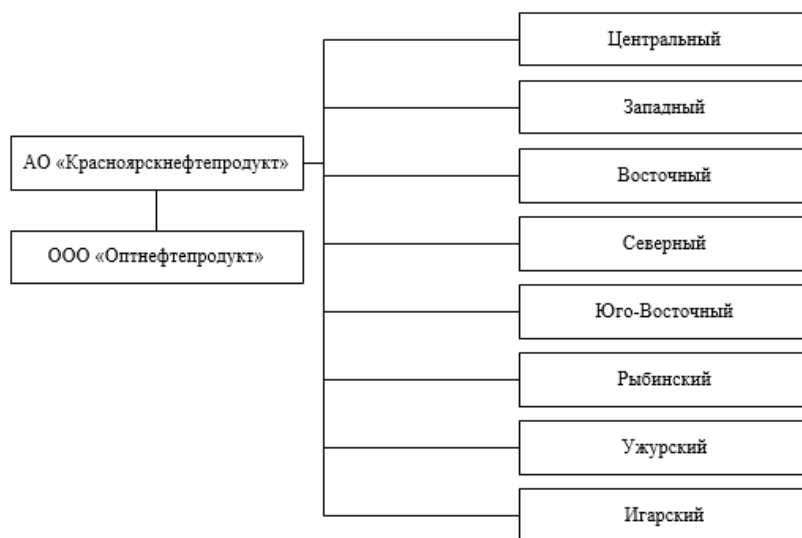 Центральный
Западный
АО «Красноярскнефтепродукт»
Восточный
ООО «Оптнефтепродукт»
Северный
Юго-Восточный
Рыбинский
Ужурский
Игарский